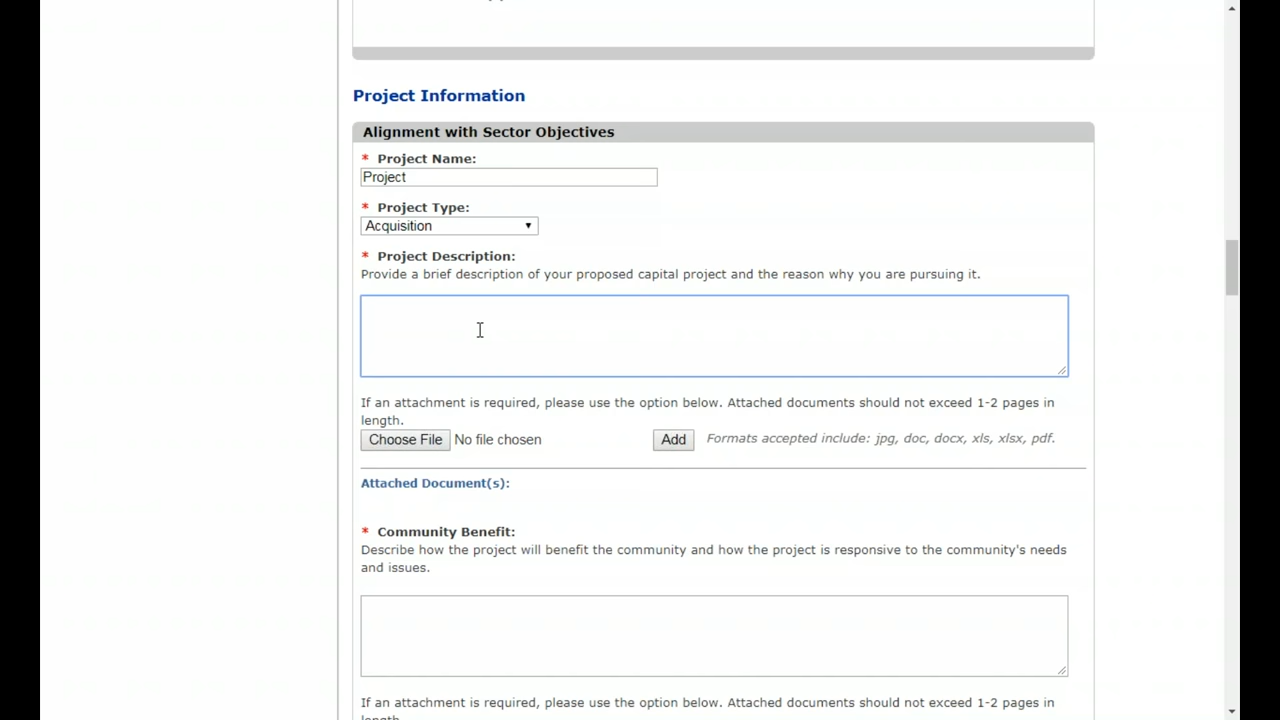 Project Information
Alignment with Sector Objectives
* Project Name:
Project
* Project Type:
Acquisition
* Project Description:
Provide a brief description of your proposed capital project and the reason why you are pursuing it.
If an attachment is required, please use the option below. Attached documents should not exceed 1-2 pages in
length.
Choose File No file chosen Add Formats accepted include: jpg, doc, docx, xls, xlsx, pdf.
Attached Document(s):
* Community Benefit:
Describe how the project will benefit the community and how the project is responsive to the community's needs
and issues.
If an attachment is required, please use the option below. Attached documents should not exceed 1-2 pages in
length.